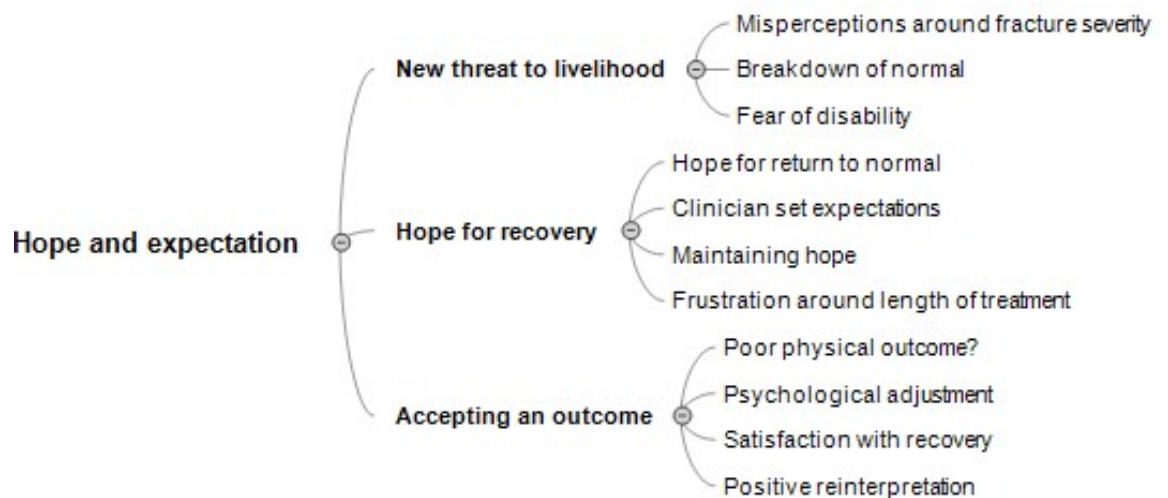 Hope and expectation
New threat to livelihood
Misperceptions around fracture severity
Breakdown of normal
Fear of disability
Hope for recovery
Hope for return to normal
Clinician set expectations
Maintaining hope
Frustration around length of treatment
Accepting an outcome
Poor physical outcome?
Psychological adjustment
Satisfaction with recovery
Positive reinterpretation